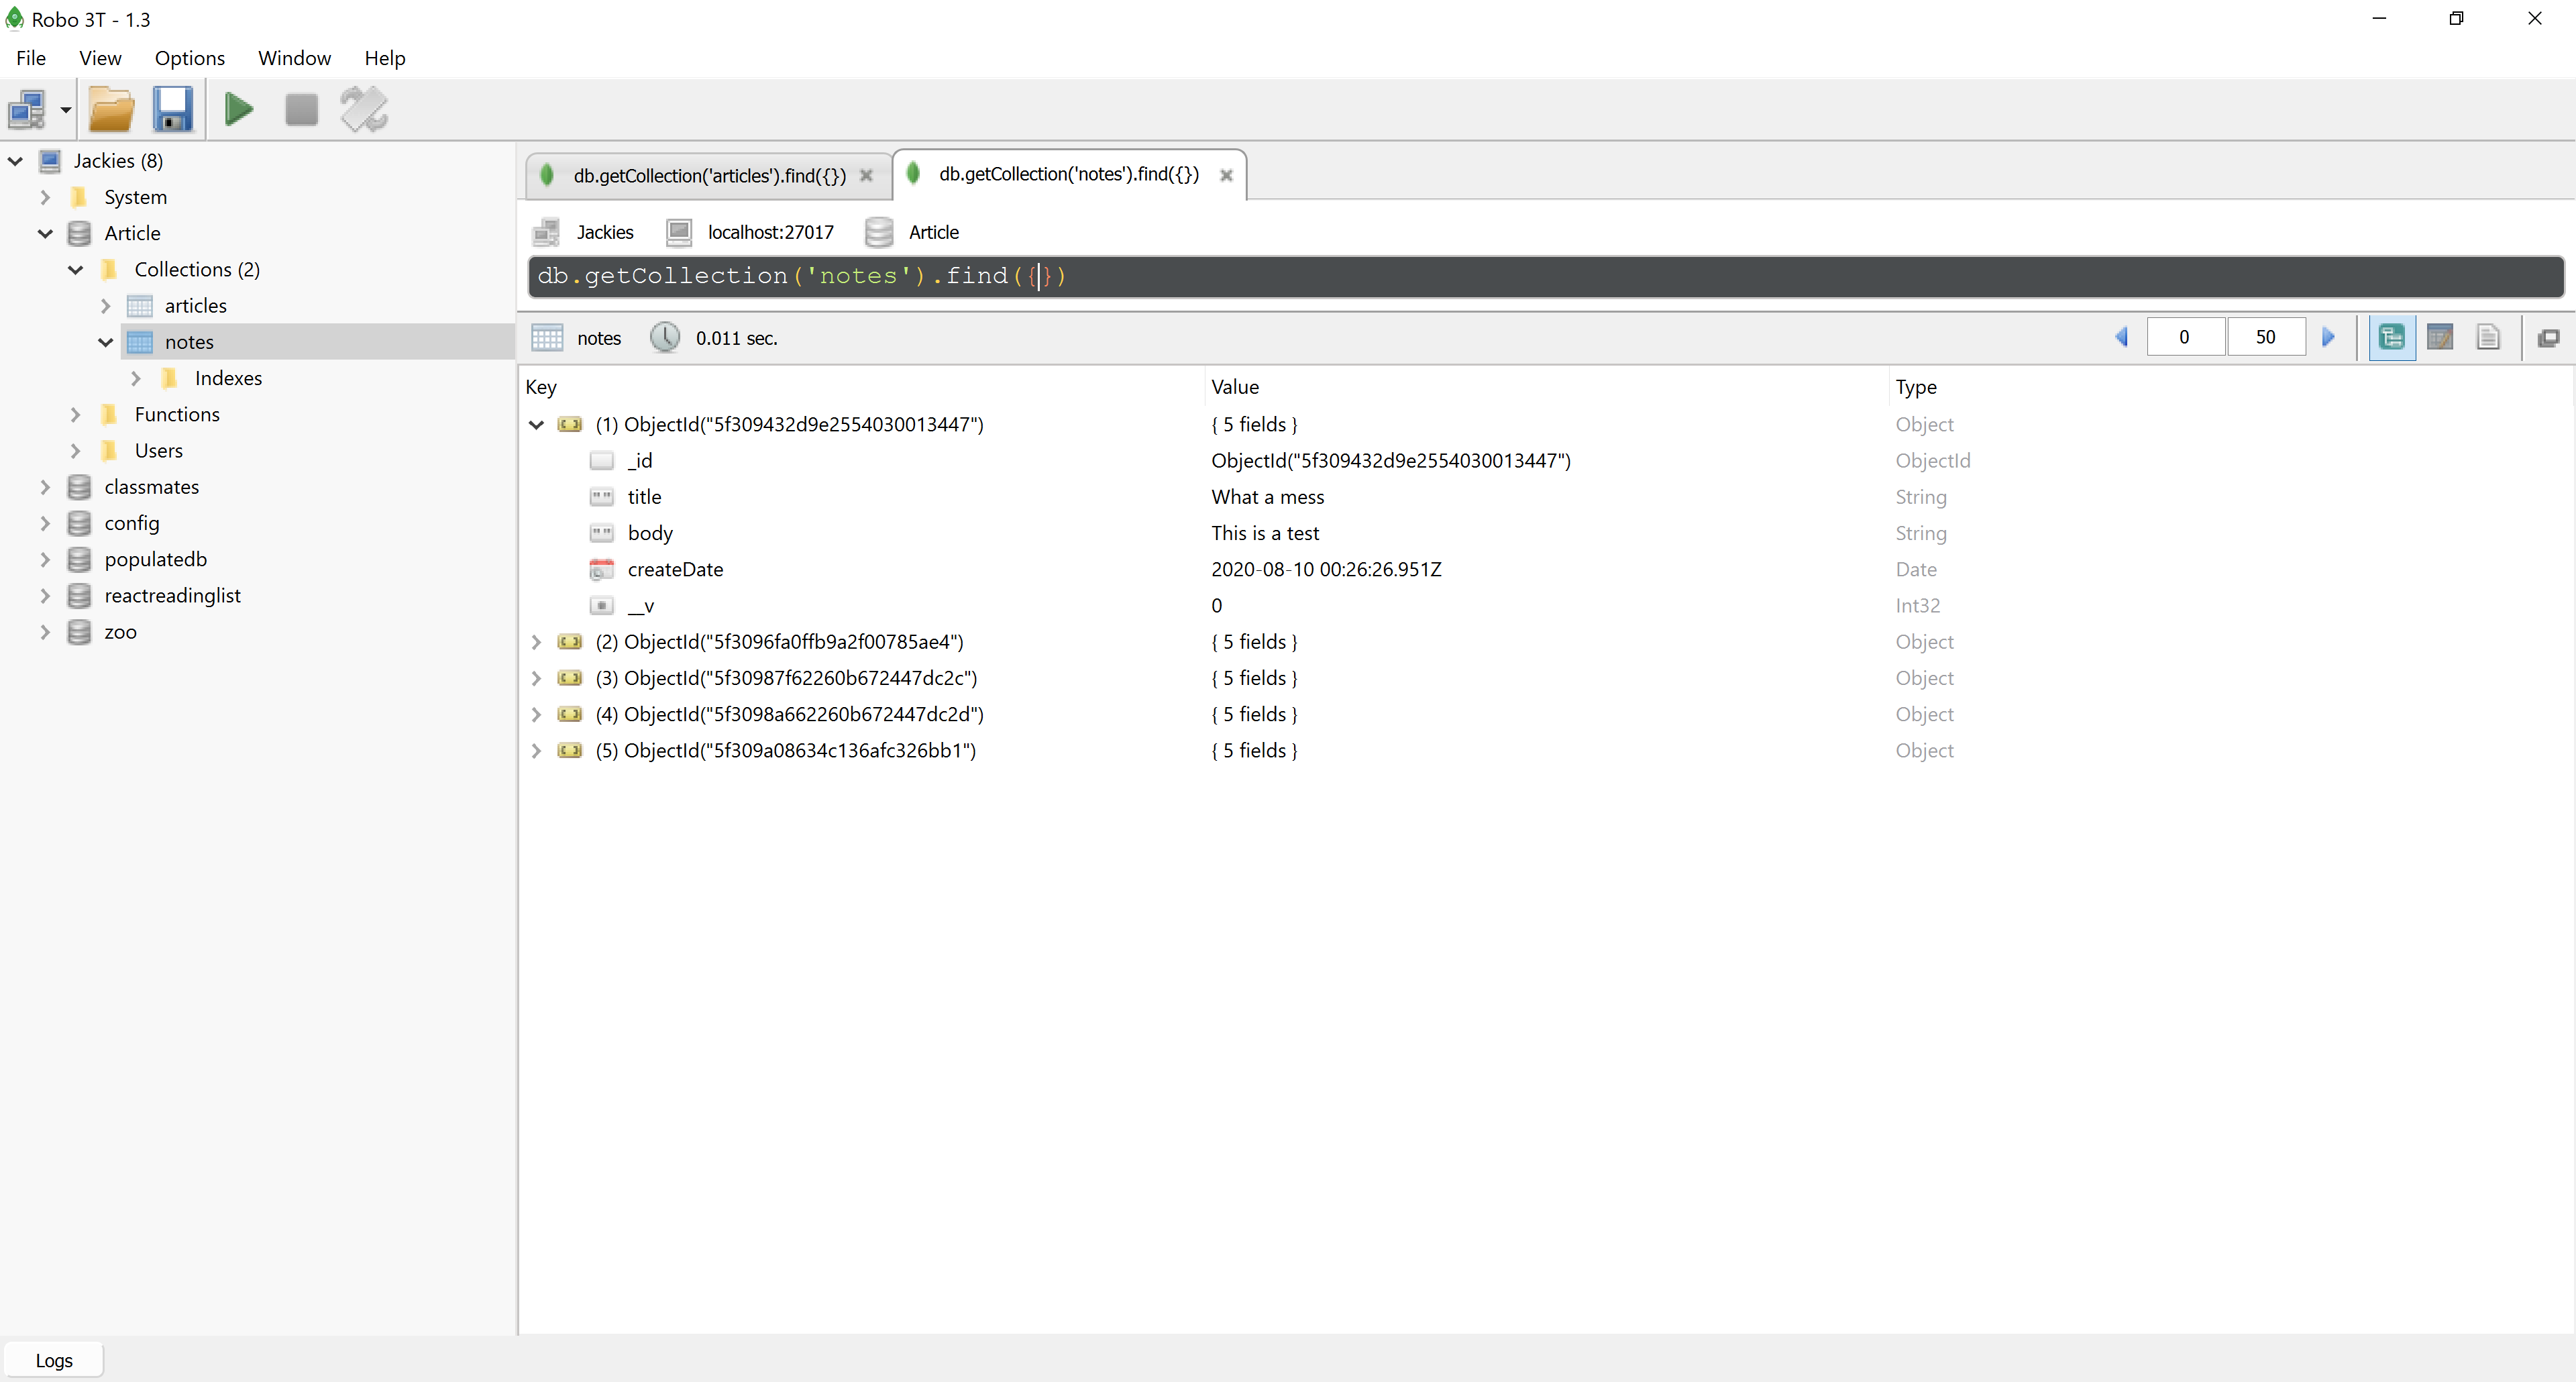 Robo 3T - 1.3
File View Options Window Help
Jackies (8)
System
Article
Collections (2)
articles
notes
Indexes
Functions
Users
classmates
config
populatedb
reactreadinglist
zoo
db.getCollection('articles').find({}) db.getCollection('notes').find({})
Jackies localhost:27017 Article
db.getCollection('notes').find({})
notes 0.011 sec. 0 50
Key Value Type
(1) ObjectId("5f309432d9e2554030013447") { 5 fields } Object
_id ObjectId("5f309432d9e2554030013447") ObjectId
title What a mess String
body This is a test String
createDate 2020-08-10 00:26:26.951Z Date
__v 0 Int32
(2) ObjectId("5f3096fa0ffb9a2f00785ae4") { 5 fields } Object
(3) ObjectId("5f30987f62260b672447dc2c") { 5 fields } Object
(4) ObjectId("5f3098a662260b672447dc2d") { 5 fields } Object
(5) ObjectId("5f309a08634c136afc326bb1") { 5 fields } Object
Logs